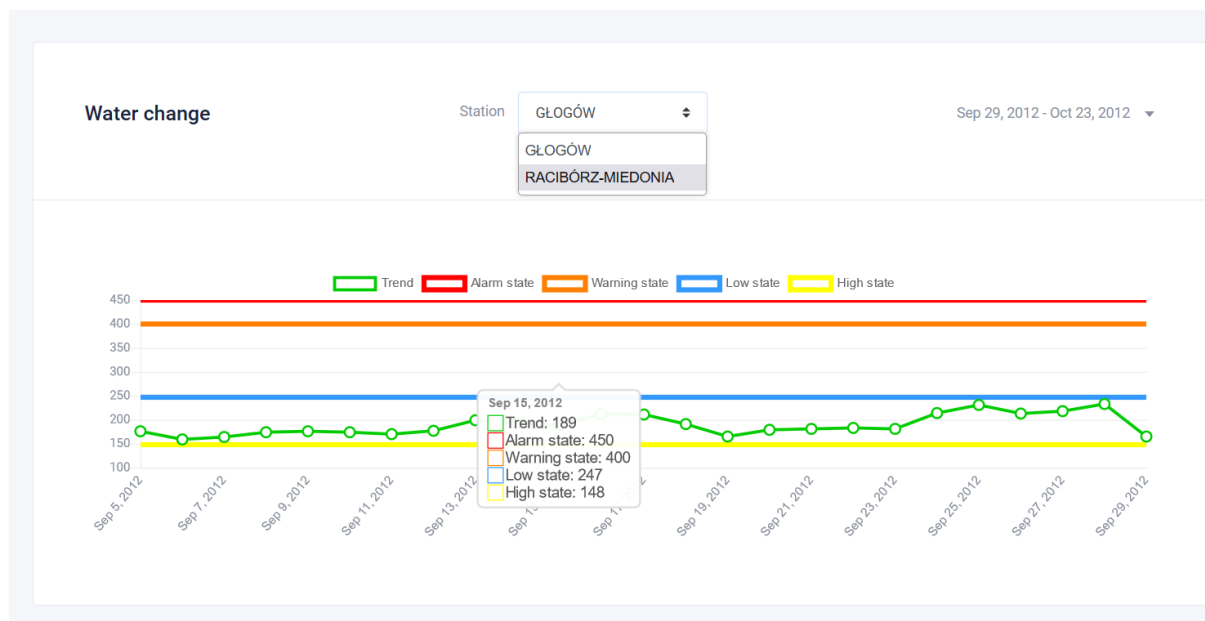 Water change
Station
GŁOGÓW
Sep 29, 2012 - Oct 23, 2012
GŁOGÓW
RACIBÓRZ-MIEDONIA
Trend
Alarm state
Warning state
Low state
High state
450
400
350
300
250
200
150
100
Sep 15, 2012
Trend: 189
Alarm state: 450
Warning state: 400
Low state: 247
High state: 148
Sep 5, 2012
Sep 7, 2012
Sep 9, 2012
Sep 11, 2012
Sep 13, 2012
Sep
Sep 17,
Sep 19, 2012
Sep 21, 2012
Sep 23, 2012
Sep 25, 2012
Sep 27, 2012
Sep 29, 2012